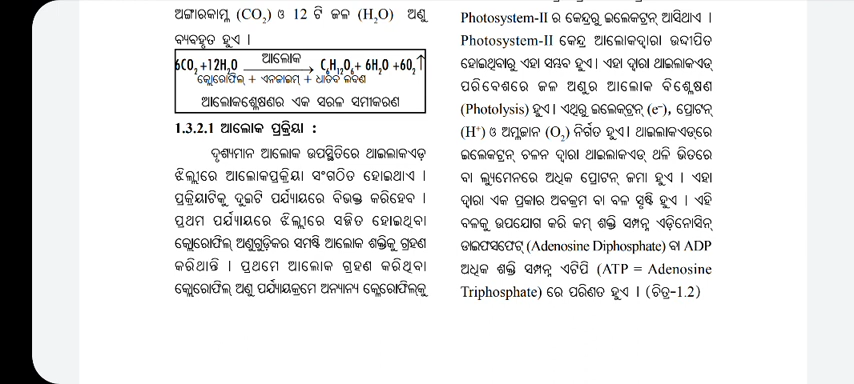 ଅଙ୍ଗାରକାମ୍ଳ (CO₂) ଓ 12 ଟି ଜଳ (H₂O) ଅଣୁ
ବ୍ୟବହୃତ ହୁଏ ।
6CO₂+12H₂O ଆଲୋକ C₆H₁₂O₆+ 6H₂O +6O₂↑
କ୍ଲୋରୋଫିଲ୍ + ଏନଜାଇମ୍ + ଧାତବ ଲବଣ
ଆଲୋକଶ୍ଳେଷଣର ଏକ ସରଳ ସମୀକରଣ
1.3.2.1 ଆଲୋକ ପ୍ରକ୍ରିୟା :
ଦୃଶ୍ୟମାନ ଆଲୋକ ଉପସ୍ଥିତିରେ ଥାଇଲାକଏଡ଼
ଝିଲ୍ଲୀରେ ଆଲୋକପ୍ରକ୍ରିୟା ସଂଗଠିତ ହୋଇଥାଏ ।
ପ୍ରକ୍ରିୟାଟିକୁ ଦୁଇଟି ପର୍ଯ୍ୟାୟରେ ବିଭକ୍ତ କରିହେବ ।
ପ୍ରଥମ ପର୍ଯ୍ୟାୟରେ ଝିଲ୍ଲୀରେ ସଜ୍ଜିତ ହୋଇଥିବା
କ୍ଲୋରୋଫିଲ୍ ଅଣୁଗୁଡ଼ିକର ସମଷ୍ଟି ଆଲୋକ ଶକ୍ତିକୁ ଗ୍ରହଣ
କରିଥାନ୍ତି । ପ୍ରଥମେ ଆଲୋକ ଗ୍ରହଣ କରିଥିବା
କ୍ଲୋରୋଫିଲ୍ ଅଣୁ ପର୍ଯ୍ୟାୟକ୍ରମେ ଅନ୍ୟାନ୍ୟ କ୍ଳୋରୋଫିଲ୍‌କୁ
Photosystem-II ର କେନ୍ଦ୍ରରୁ ଇଲେକଟ୍ରନ୍ ଆସିଥାଏ ।
Photosystem-II କେନ୍ଦ୍ର ଆଲୋକଦ୍ୱାରା ଉଦ୍ଦୀପିତ
ହୋଇଥିବାରୁ ଏହା ସମ୍ଭବ ହୁଏ । ଏହା ଦ୍ୱାରା ଥାଇଲାକଏଡ୍
ପରିବେଶରେ ଜଳ ଅଣୁର ଆଲୋକ ବିଶ୍ଳେଷଣ
(Photolysis) ହୁଏ । ଏଥିରୁ ଇଲେକଟ୍ରନ୍ (e⁻), ପ୍ରୋଟନ୍
(H⁺) ଓ ଅମ୍ଳଜାନ (O₂) ନିର୍ଗତ ହୁଏ । ଥାଇଲାକଏଡ୍‌ରେ
ଇଲେକଟ୍ରନ୍ ଚଳନ ଦ୍ୱାରା ଥାଇଲାକଏଡ୍ ଥଳି ଭିତରେ
ବା ଲ୍ୟୁମେନରେ ଅଧିକ ପ୍ରୋଟନ୍ ଜମା ହୁଏ । ଏହା
ଦ୍ୱାରା ଏକ ପ୍ରକାର ଅବକ୍ରମ ବା ବଳ ସୃଷ୍ଟି ହୁଏ । ଏହି
ବଳକୁ ଉପଯୋଗ କରି କମ୍ ଶକ୍ତି ସମ୍ପନ୍ନ ଏଡ଼ିନୋସିନ୍
ଡାଇଫସଫେଟ୍ (Adenosine Diphosphate) ବା ADP
ଅଧିକ ଶକ୍ତି ସମ୍ପନ୍ନ ଏଟିପି (ATP = Adenosine
Triphosphate) ରେ ପରିଣତ ହୁଏ । (ଚିତ୍ର-1.2)